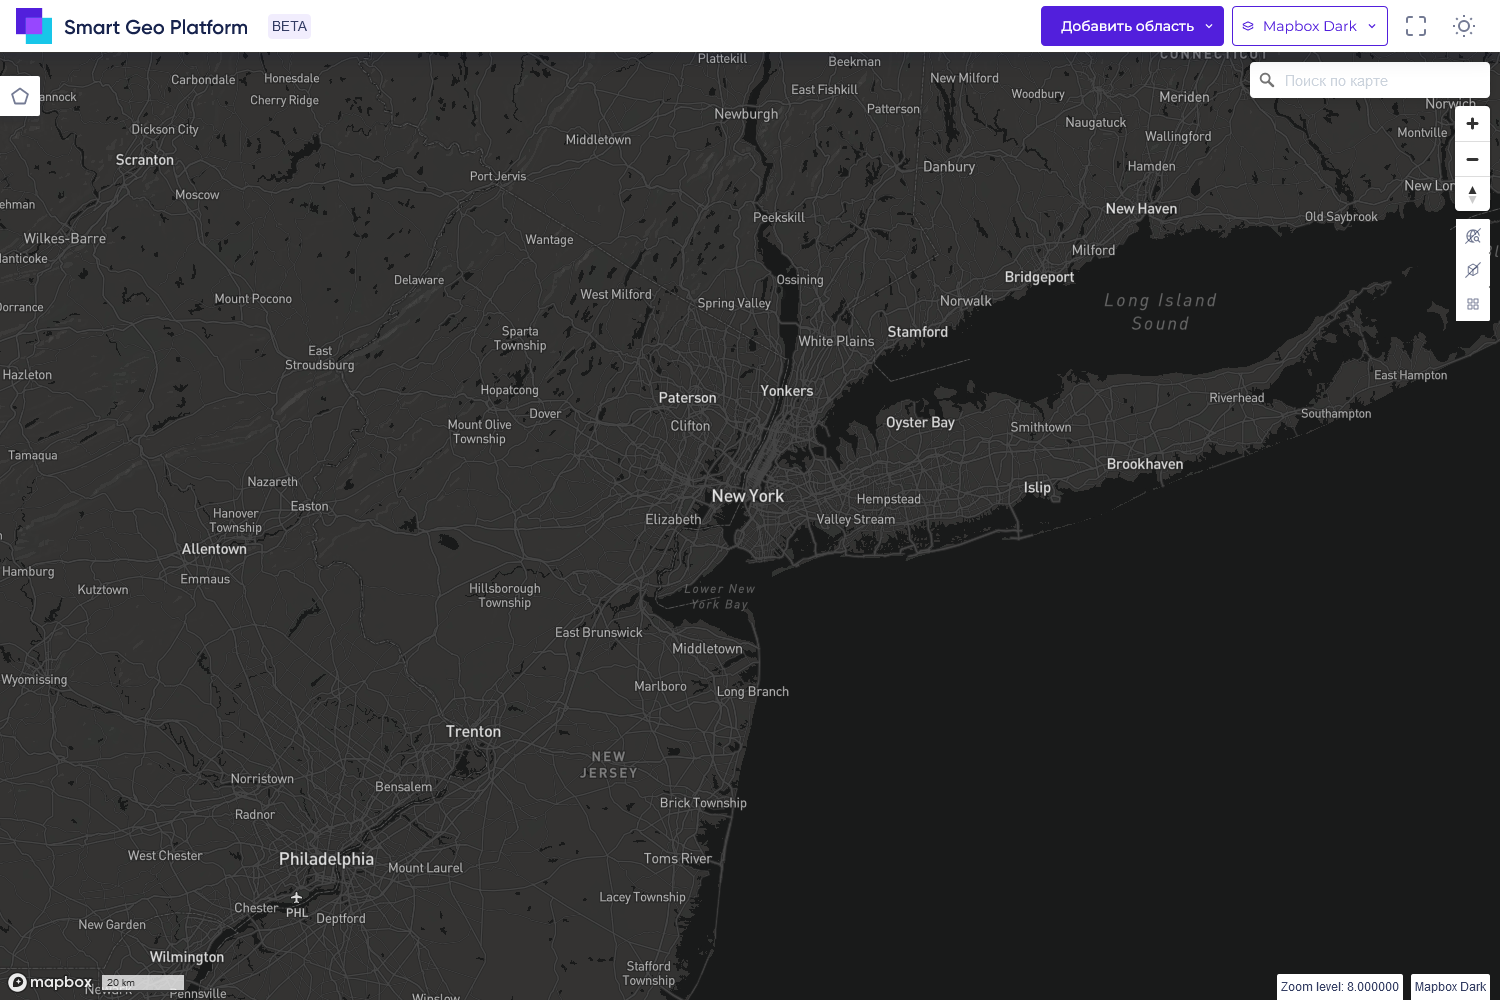 Smart Geo Platform
BETA
Добавить область
Mapbox Dark
Поиск по карте
CONNECTICUT
Plattekill
Beekman
Carbondale
Honesdale
New Milford
East Fishkill
Woodbury
Meriden
Cherry Ridge
Norwich
Patterson
Newburgh
Naugatuck
Dickson City
Montville
Middletown
Wallingford
Scranton
Danbury
Hamden
Port Jervis
Moscow
New Haven
Peekskill
Old Saybrook
Wilkes-Barre
Wantage
Milford
Bridgeport
Delaware
Ossining
West Milford
Mount Pocono
Spring Valley
Norwalk
Long Island
Sound
Sparta
Township
Stamford
White Plains
East
Stroudsburg
Hazleton
East Hampton
Hopatcong
Yonkers
Paterson
Riverhead
Dover
Southampton
Mount Olive
Township
Clifton
Oyster Bay
Smithtown
Tamaqua
Brookhaven
Nazareth
Islip
New York
Hempstead
Easton
Hanover
Township
Elizabeth
Valley Stream
Allentown
Hamburg
Emmaus
Kutztown
Hillsborough
Township
Lower New
York Bay
East Brunswick
Middletown
Wyomissing
Marlboro
Long Branch
Trenton
NEW
JERSEY
Norristown
Bensalem
Brick Township
Radnor
West Chester
Philadelphia
Toms River
Mount Laurel
Lacey Township
Chester
PHL
Deptford
New Garden
Wilmington
Stafford
Township
mapbox
20 km
Newark
Pennsville
Winslow
Zoom level: 8.000000
Mapbox Dark